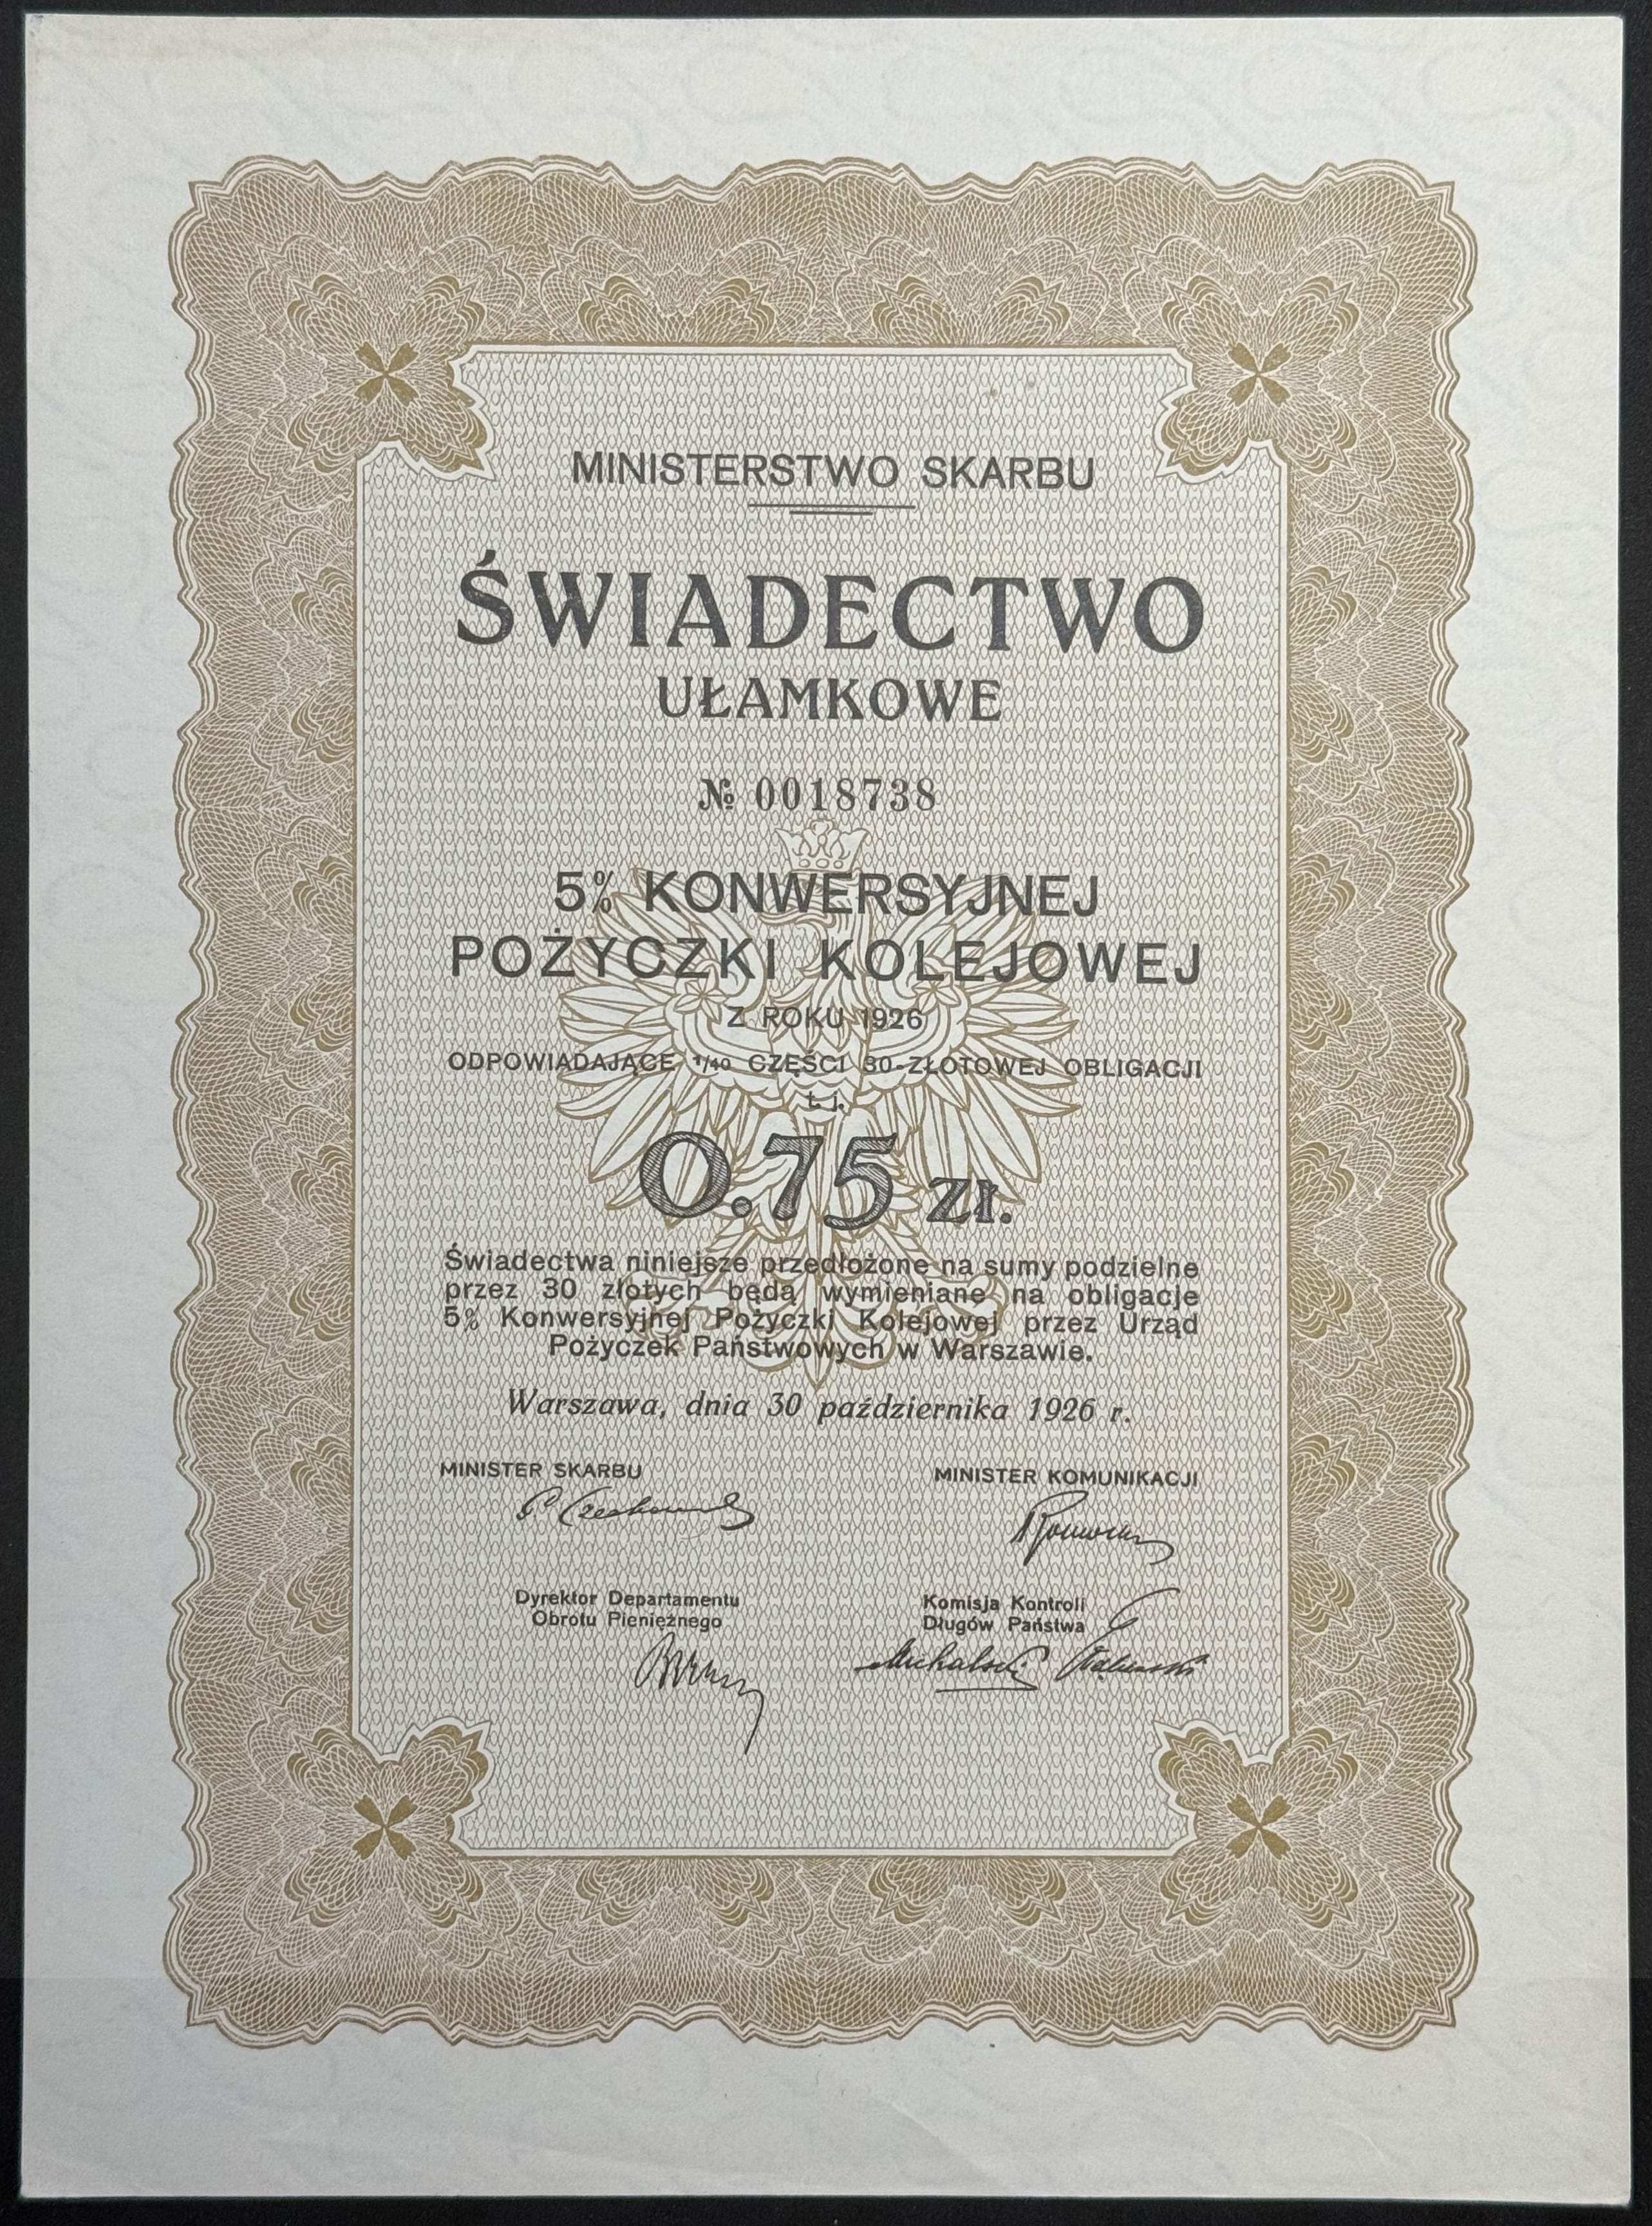 MINISTERSTWO SKARBU
ŚWIADECTWO
UŁAMKOWE
№ 0018738
5% KONWERSYJNEJ
POŻYCZKI KOLEJOWEJ
Z ROKU 1926
ODPOWIADAJĄCE 1/40 CZĘŚCI 30-ZŁOTOWEJ OBLIGACJI
t. j.
0.75 Zł.
Świadectwa niniejsze przedłożone na sumy podzielne
przez 30 złotych będą wymieniane na obligacje
5% Konwersyjnej Pożyczki Kolejowej przez Urząd
Pożyczek Państwowych w Warszawie.
Warszawa, dnia 30 października 1926 r.
MINISTER SKARBU
MINISTER KOMUNIKACJI
G. Czechowicz
Romocki
Dyrektor Departamentu
Obrotu Pieniężnego
Komisja Kontroli
Długów Państwa
Michalski